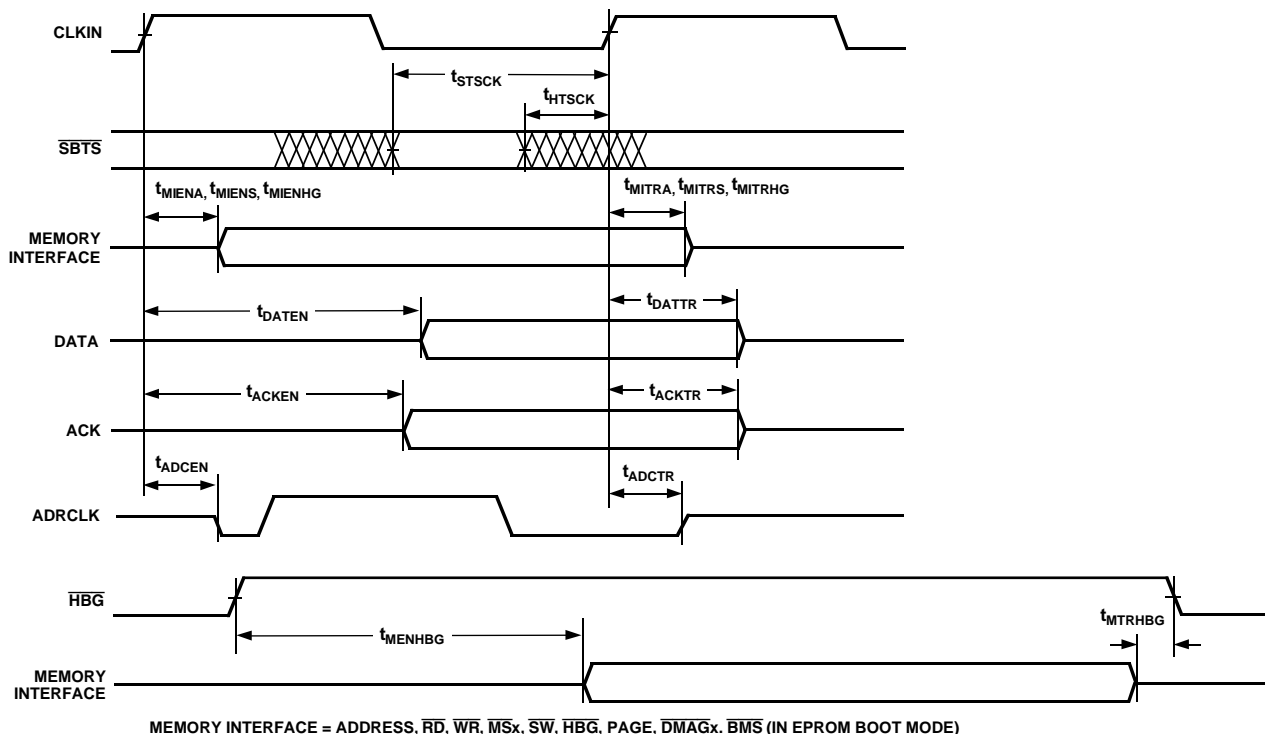 CLKIN
tSTSCK
tHTSCK
SBTS
tMIENA, tMIENS, tMIENHG
tMITRA, tMITRS, tMITRHG
MEMORY
INTERFACE
tDATEN
tDATTR
DATA
tACKEN
tACKTR
ACK
tADCEN
tADCTR
ADRCLK
HBG
tMENHBG
tMTRHBG
MEMORY
INTERFACE
MEMORY INTERFACE = ADDRESS, RD, WR, MSx, SW, HBG, PAGE, DMAGx. BMS (IN EPROM BOOT MODE)